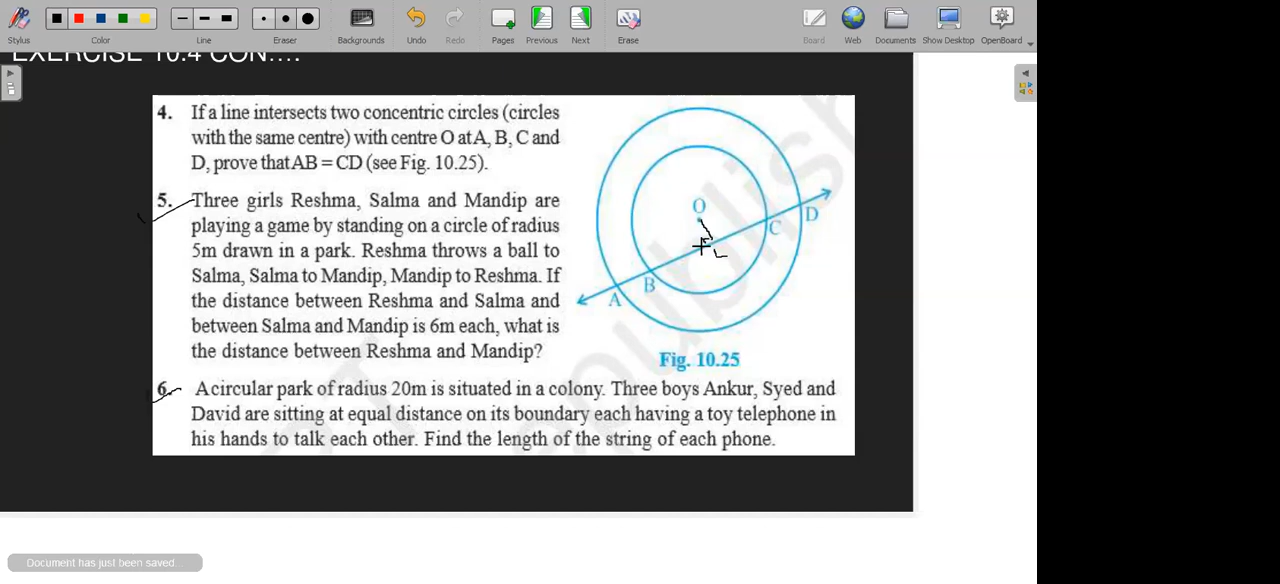 Stylus
Color
Line
Eraser
Backgrounds
Undo
Redo
Pages
Previous
Next
Erase
Board
Web
Documents
Show Desktop
OpenBoard
EXERCISE 10.4 CON....
4. If a line intersects two concentric circles (circles
with the same centre) with centre O at A, B, C and
D, prove that AB = CD (see Fig. 10.25).
5. Three girls Reshma, Salma and Mandip are
playing a game by standing on a circle of radius
5m drawn in a park. Reshma throws a ball to
Salma, Salma to Mandip, Mandip to Reshma. If
the distance between Reshma and Salma and
between Salma and Mandip is 6m each, what is
the distance between Reshma and Mandip?
O
D
C
B
A
L
Fig. 10.25
6. A circular park of radius 20m is situated in a colony. Three boys Ankur, Syed and
David are sitting at equal distance on its boundary each having a toy telephone in
his hands to talk each other. Find the length of the string of each phone.
Document has just been saved...